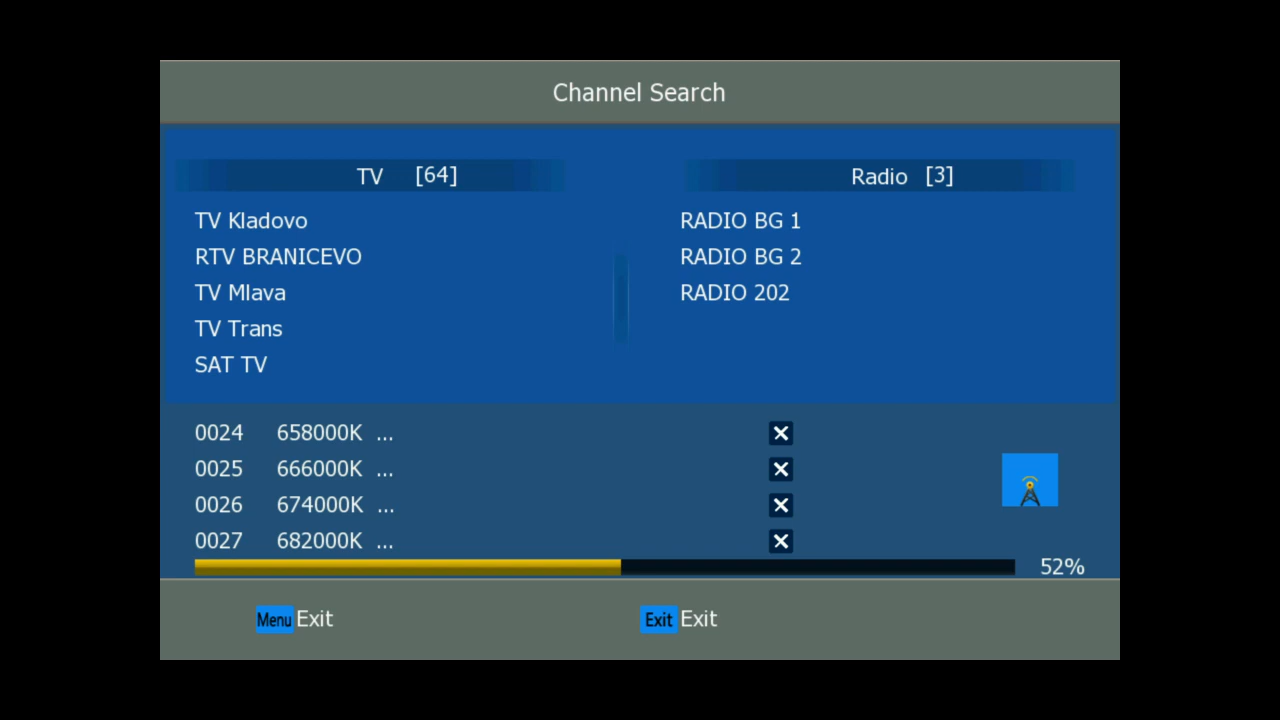 Channel Search
TV [64]
Radio [3]
TV Kladovo
RTV BRANICEVO
TV Mlava
TV Trans
SAT TV
RADIO BG 1
RADIO BG 2
RADIO 202
0024 658000K ...
0025 666000K ...
0026 674000K ...
0027 682000K ...
52%
Menu Exit
Exit Exit